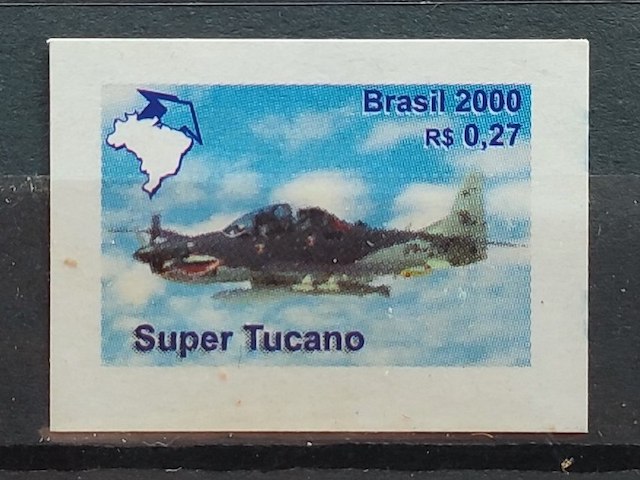 Brasil 2000
R$ 0,27
Super Tucano